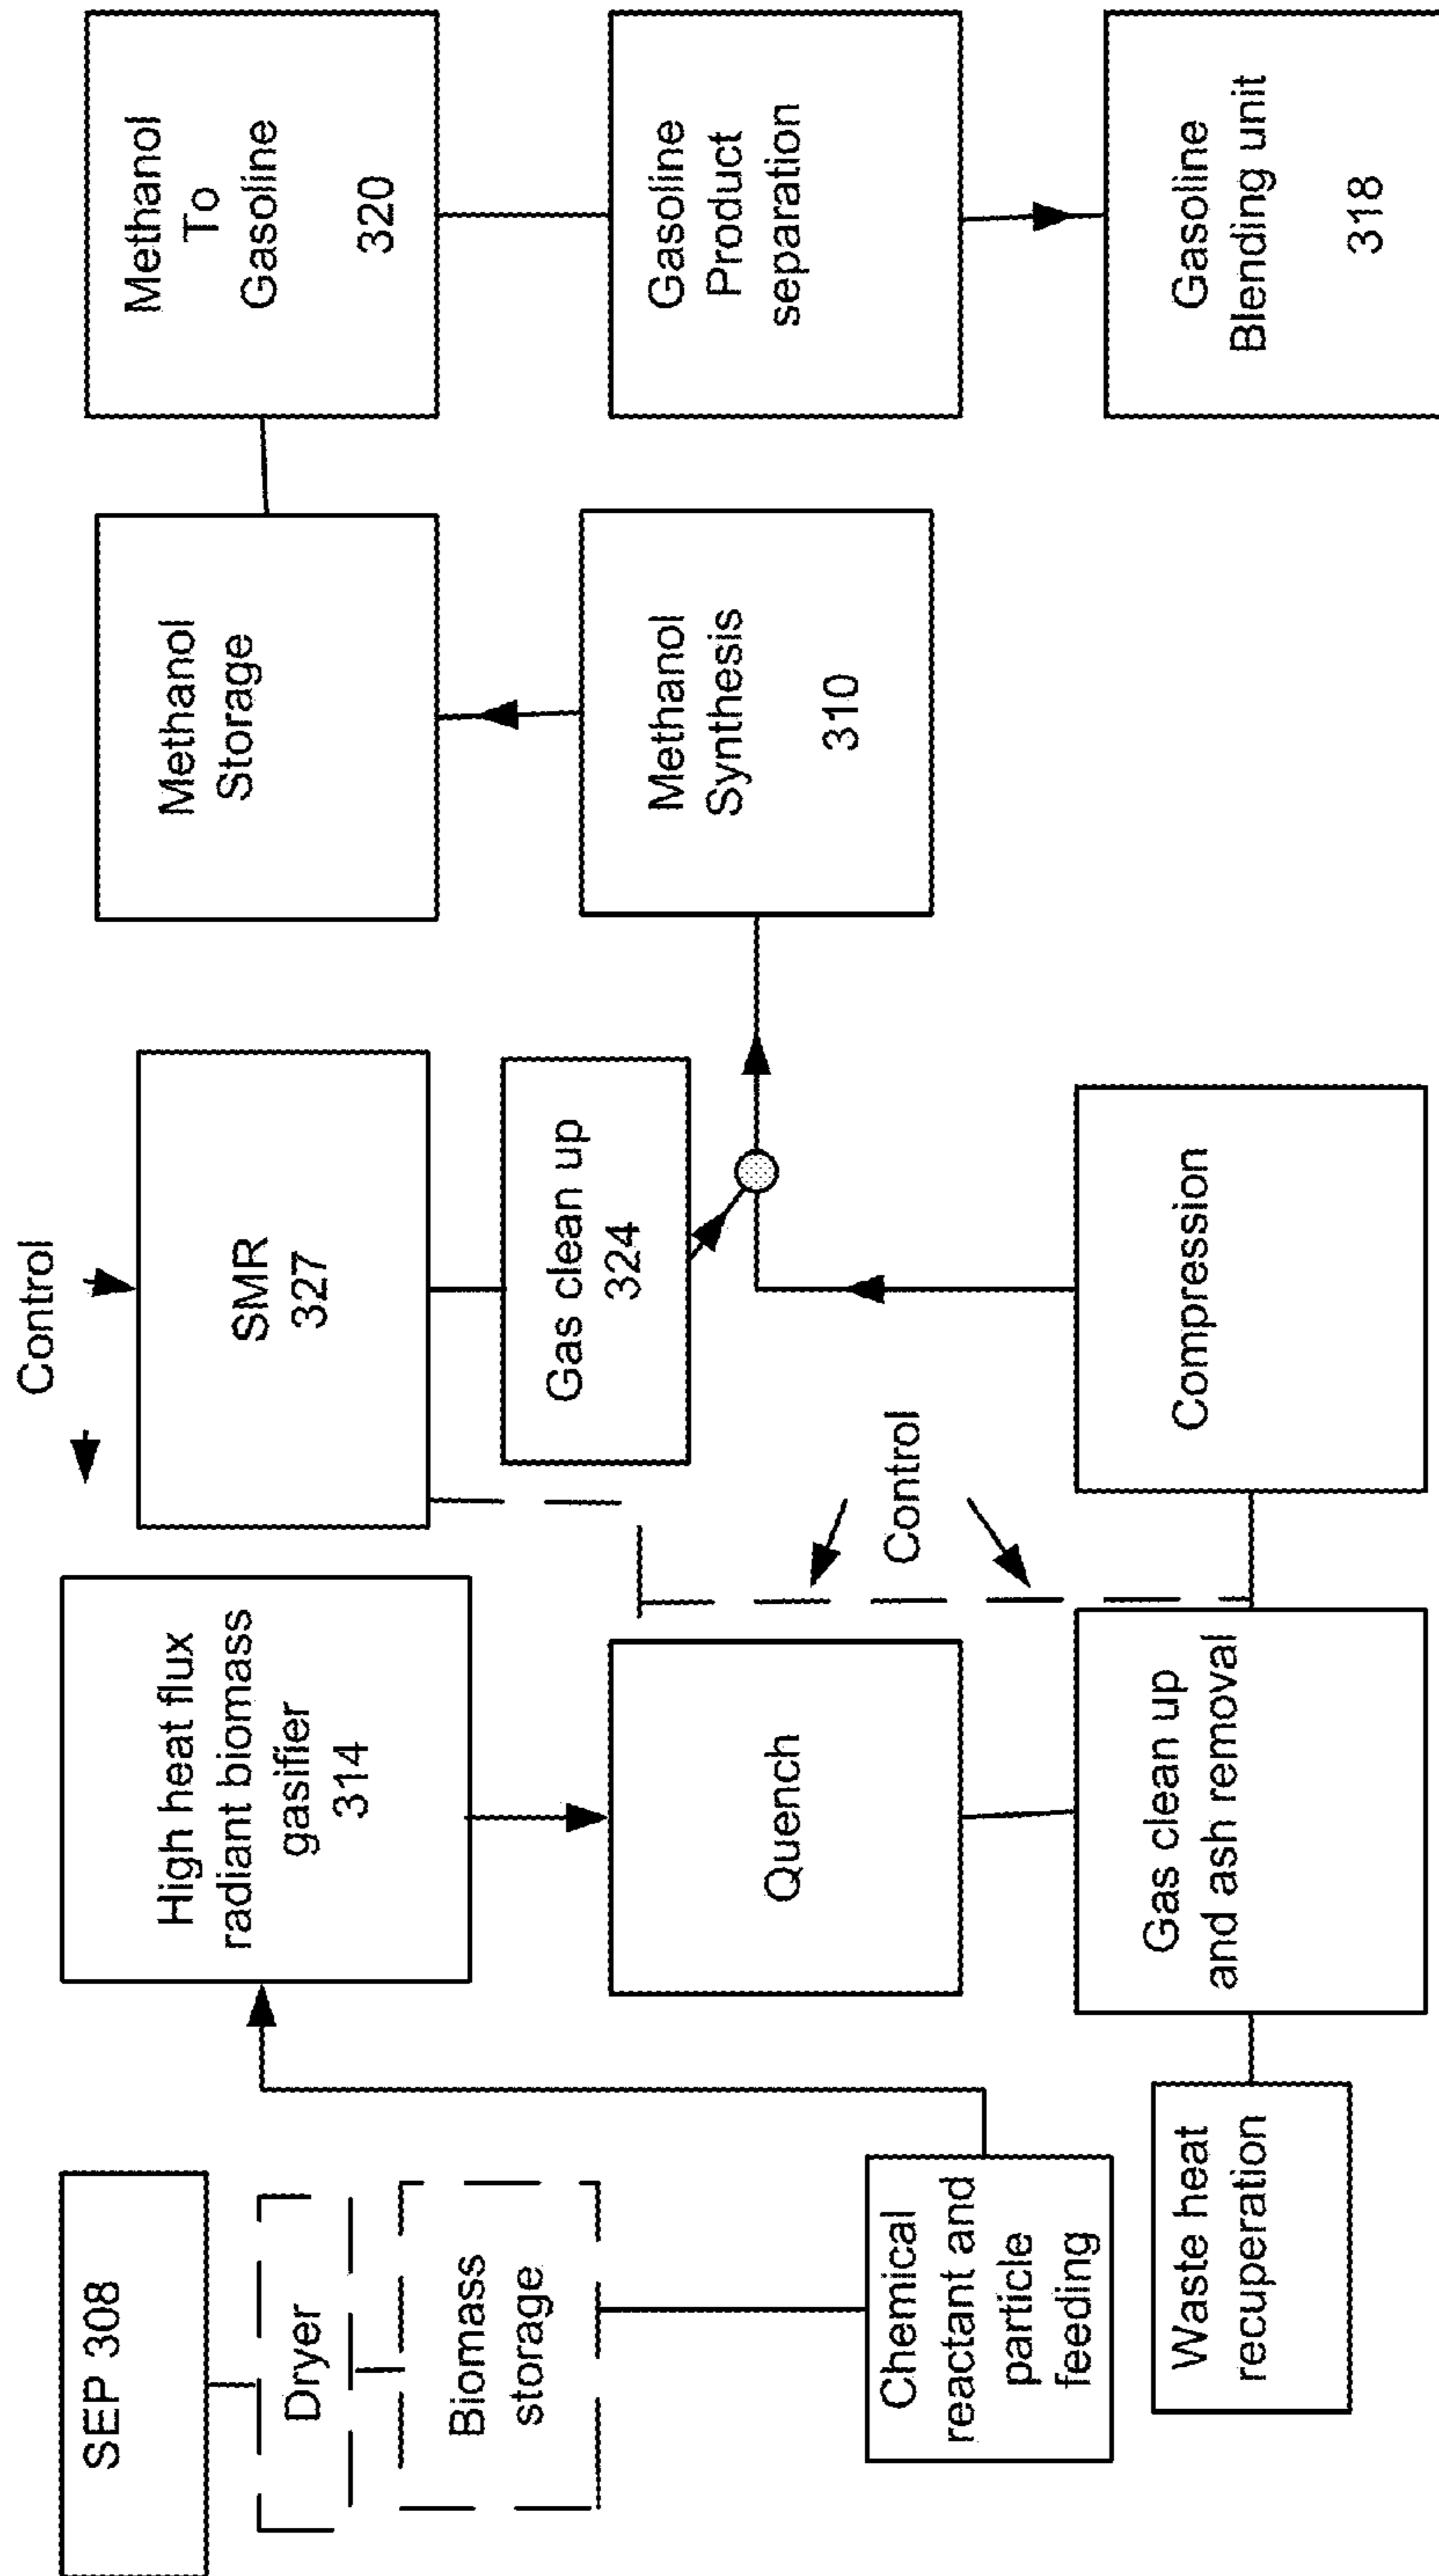 SEP 308
Dryer
Biomass
storage
Chemical
reactant and
particle
feeding
Waste heat
recuperation
High heat flux
radiant biomass
gasifier
314
Quench
Gas clean up
and ash removal
Control
SMR
327
Gas clean up
324
Control
Compression
Methanol
Storage
Methanol
Synthesis
310
Methanol
To
Gasoline
320
Gasoline
Product
separation
Gasoline
Blending unit
318